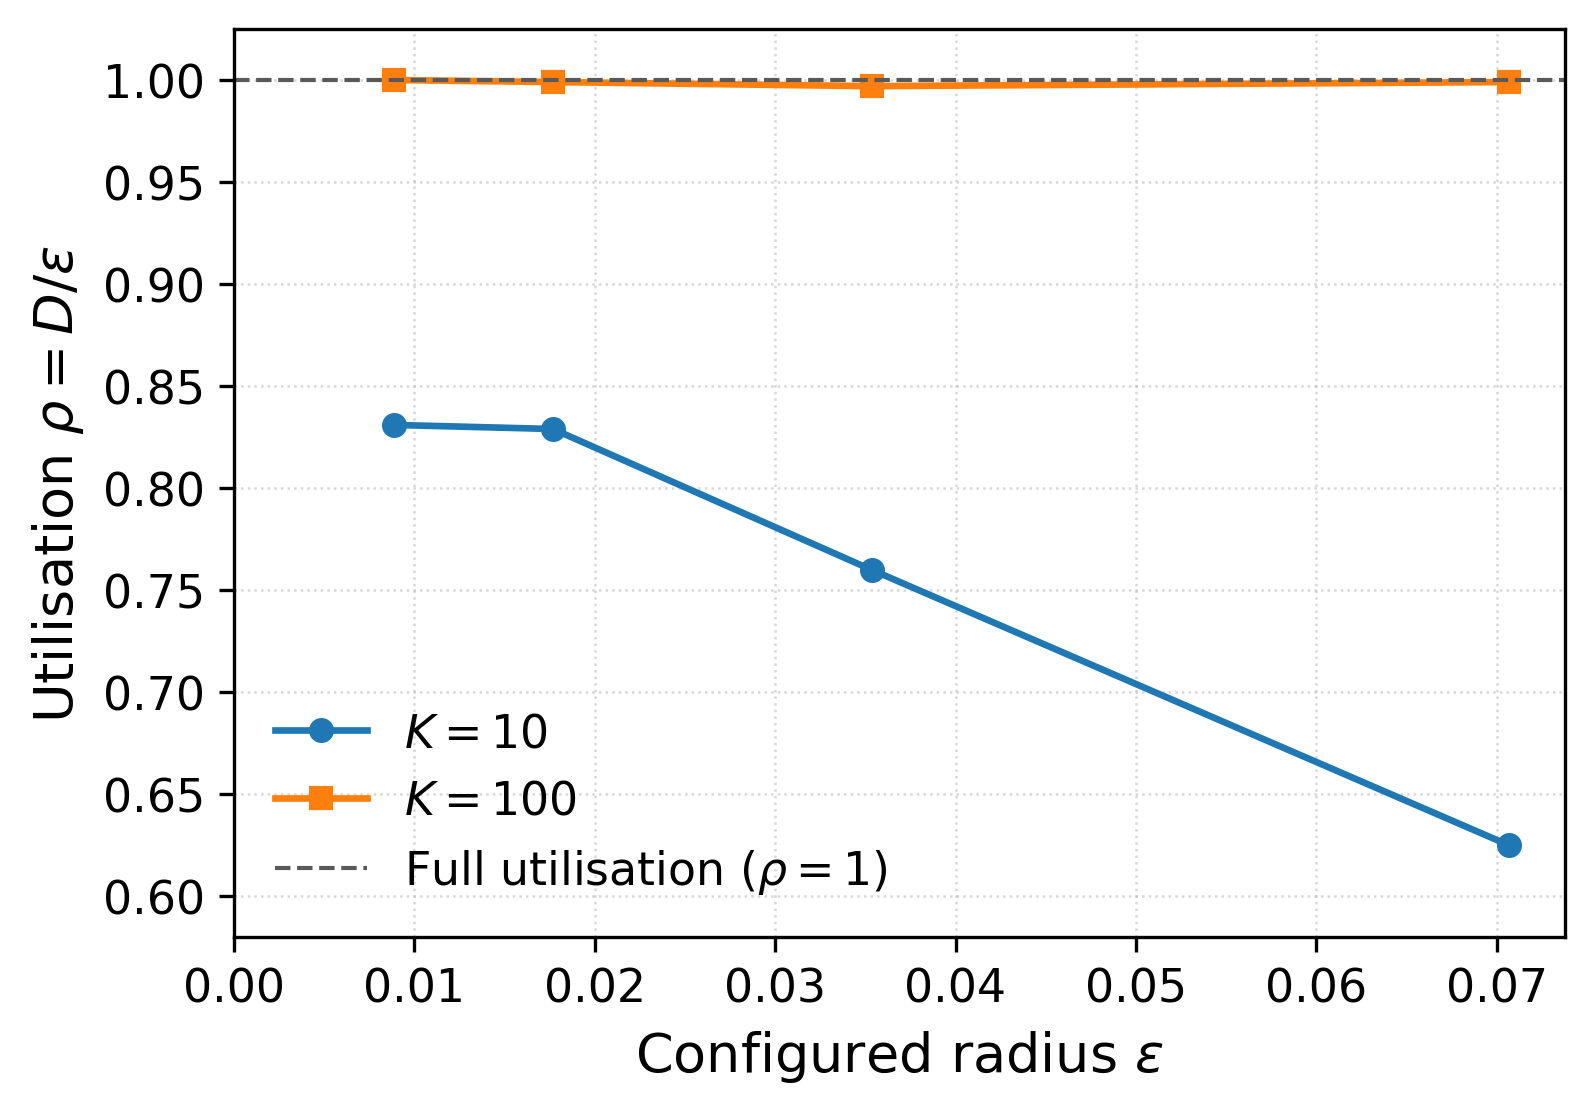 1.00
0.95
0.90
0.85
0.80
0.75
0.70
0.65
0.60
Utilisation ρ = D/ε
K = 10
K = 100
Full utilisation (ρ = 1)
0.00 0.01 0.02 0.03 0.04 0.05 0.06 0.07
Configured radius ε